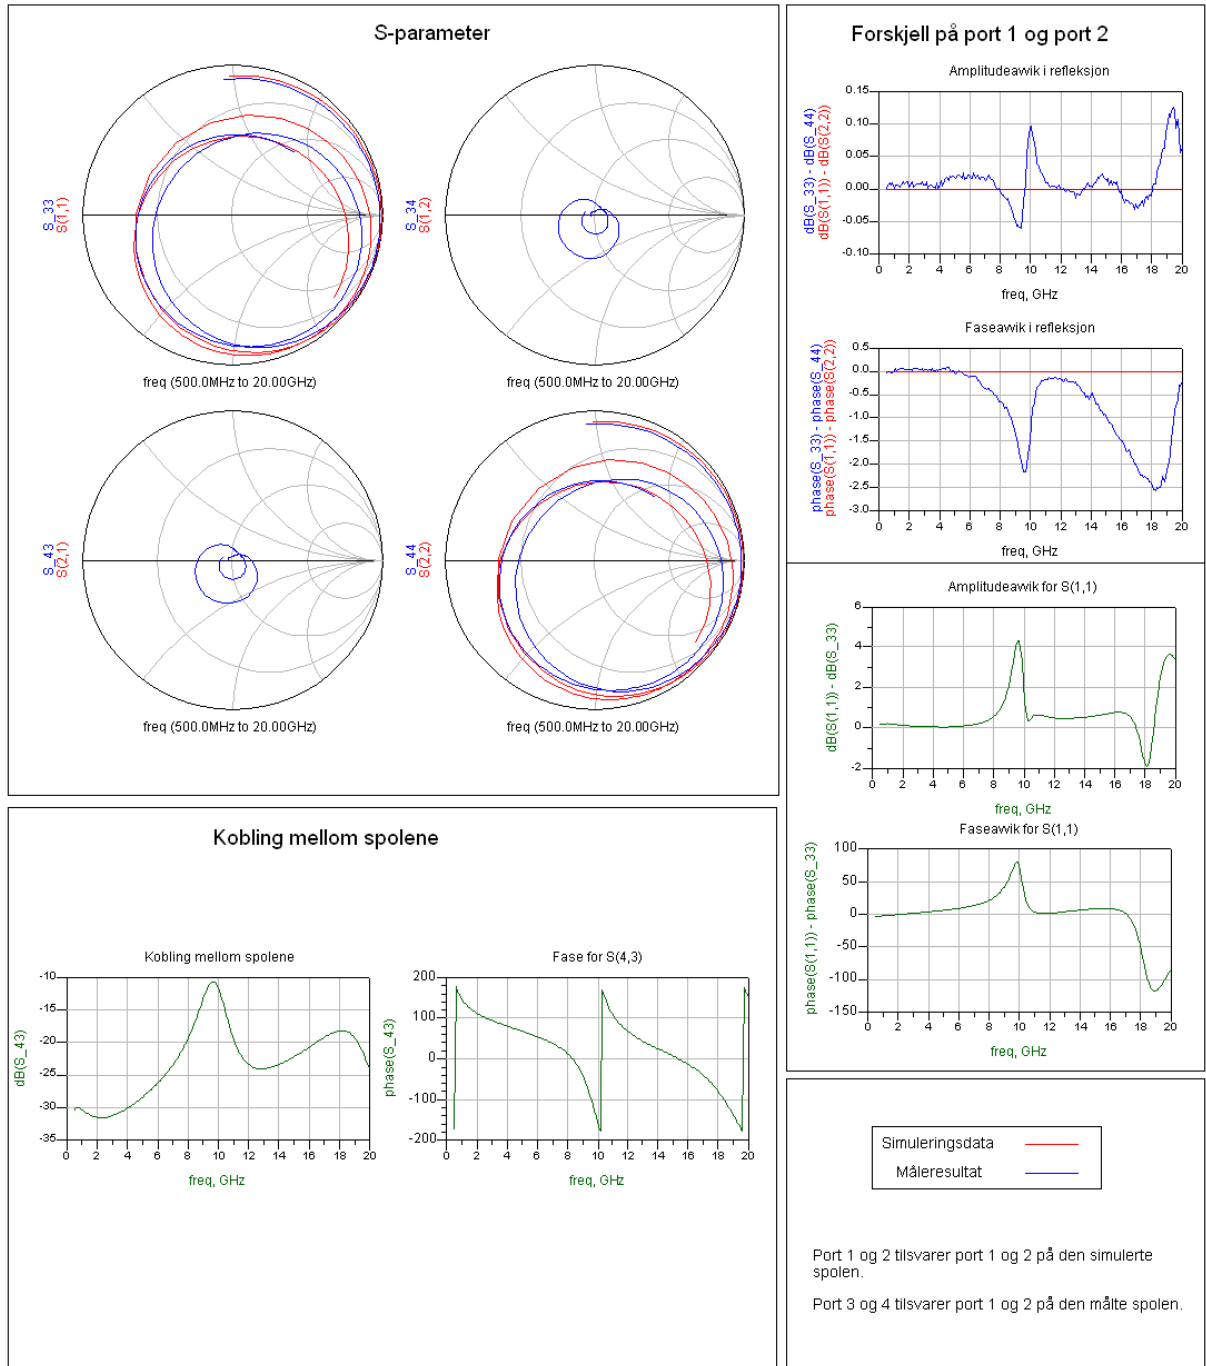 S-parameter
S_33
S(1,1)
freq (500.0MHz to 20.00GHz)
S_34
S(1,2)
freq (500.0MHz to 20.00GHz)
S_43
S(2,1)
freq (500.0MHz to 20.00GHz)
S_44
S(2,2)
freq (500.0MHz to 20.00GHz)
Forskjell på port 1 og port 2
Amplitudeavvik i refleksjon
dB(S_33) - dB(S_44)
dB(S(1,1)) - dB(S(2,2))
0.15
0.10
0.05
0.00
-0.05
-0.10
0 2 4 6 8 10 12 14 16 18 20
freq, GHz
Faseavvik i refleksjon
phase(S_33) - phase(S_44)
phase(S(1,1)) - phase(S(2,2))
0.5
0.0
-0.5
-1.0
-1.5
-2.0
-2.5
-3.0
0 2 4 6 8 10 12 14 16 18 20
freq, GHz
Amplitudeavvik for S(1,1)
dB(S(1,1)) - dB(S_33)
6
4
2
0
-2
0 2 4 6 8 10 12 14 16 18 20
freq, GHz
Faseavvik for S(1,1)
phase(S(1,1)) - phase(S_33)
100
50
0
-50
-100
-150
0 2 4 6 8 10 12 14 16 18 20
freq, GHz
Kobling mellom spolene
Kobling mellom spolene
dB(S_43)
-10
-15
-20
-25
-30
-35
0 2 4 6 8 10 12 14 16 18 20
freq, GHz
Fase for S(4,3)
phase(S_43)
200
100
0
-100
-200
0 2 4 6 8 10 12 14 16 18 20
freq, GHz
Simuleringsdata
Måleresultat
Port 1 og 2 tilsvarer port 1 og 2 på den simulerte
spolen.
Port 3 og 4 tilsvarer port 1 og 2 på den målte spolen.